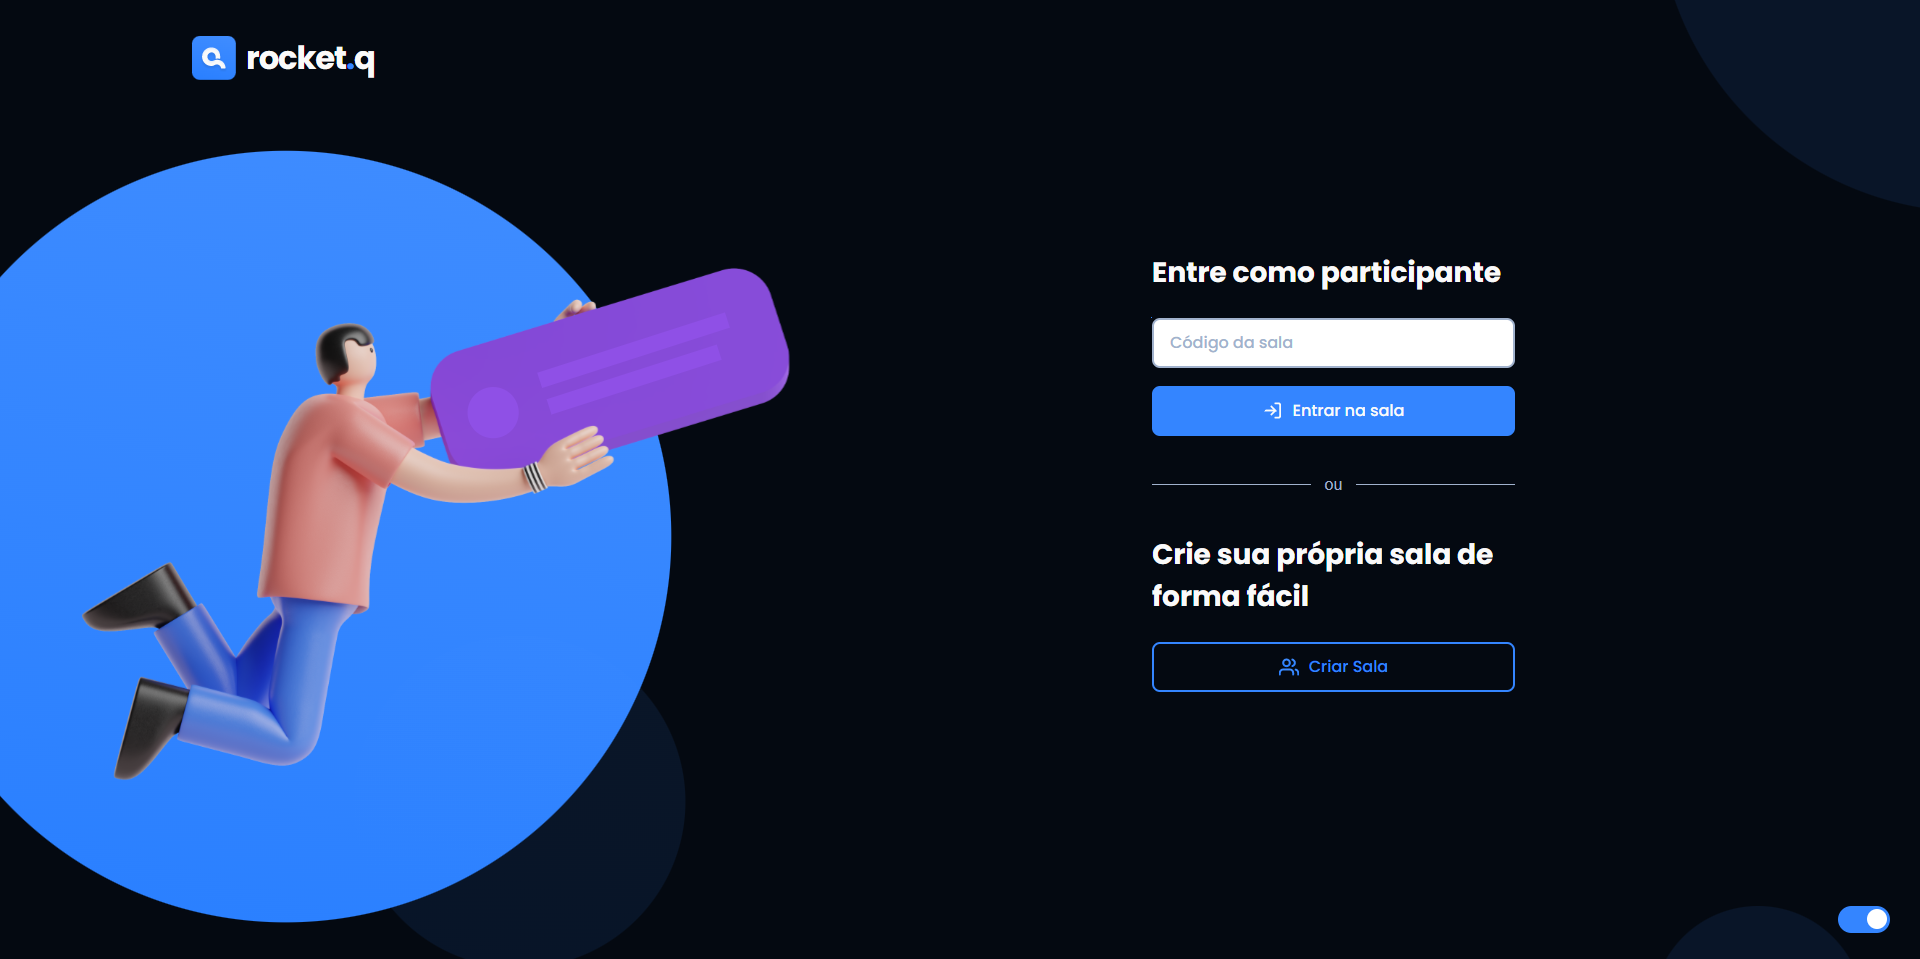 rocket.q
Entre como participante
Código da sala
Entrar na sala
ou
Crie sua própria sala de
forma fácil
Criar Sala